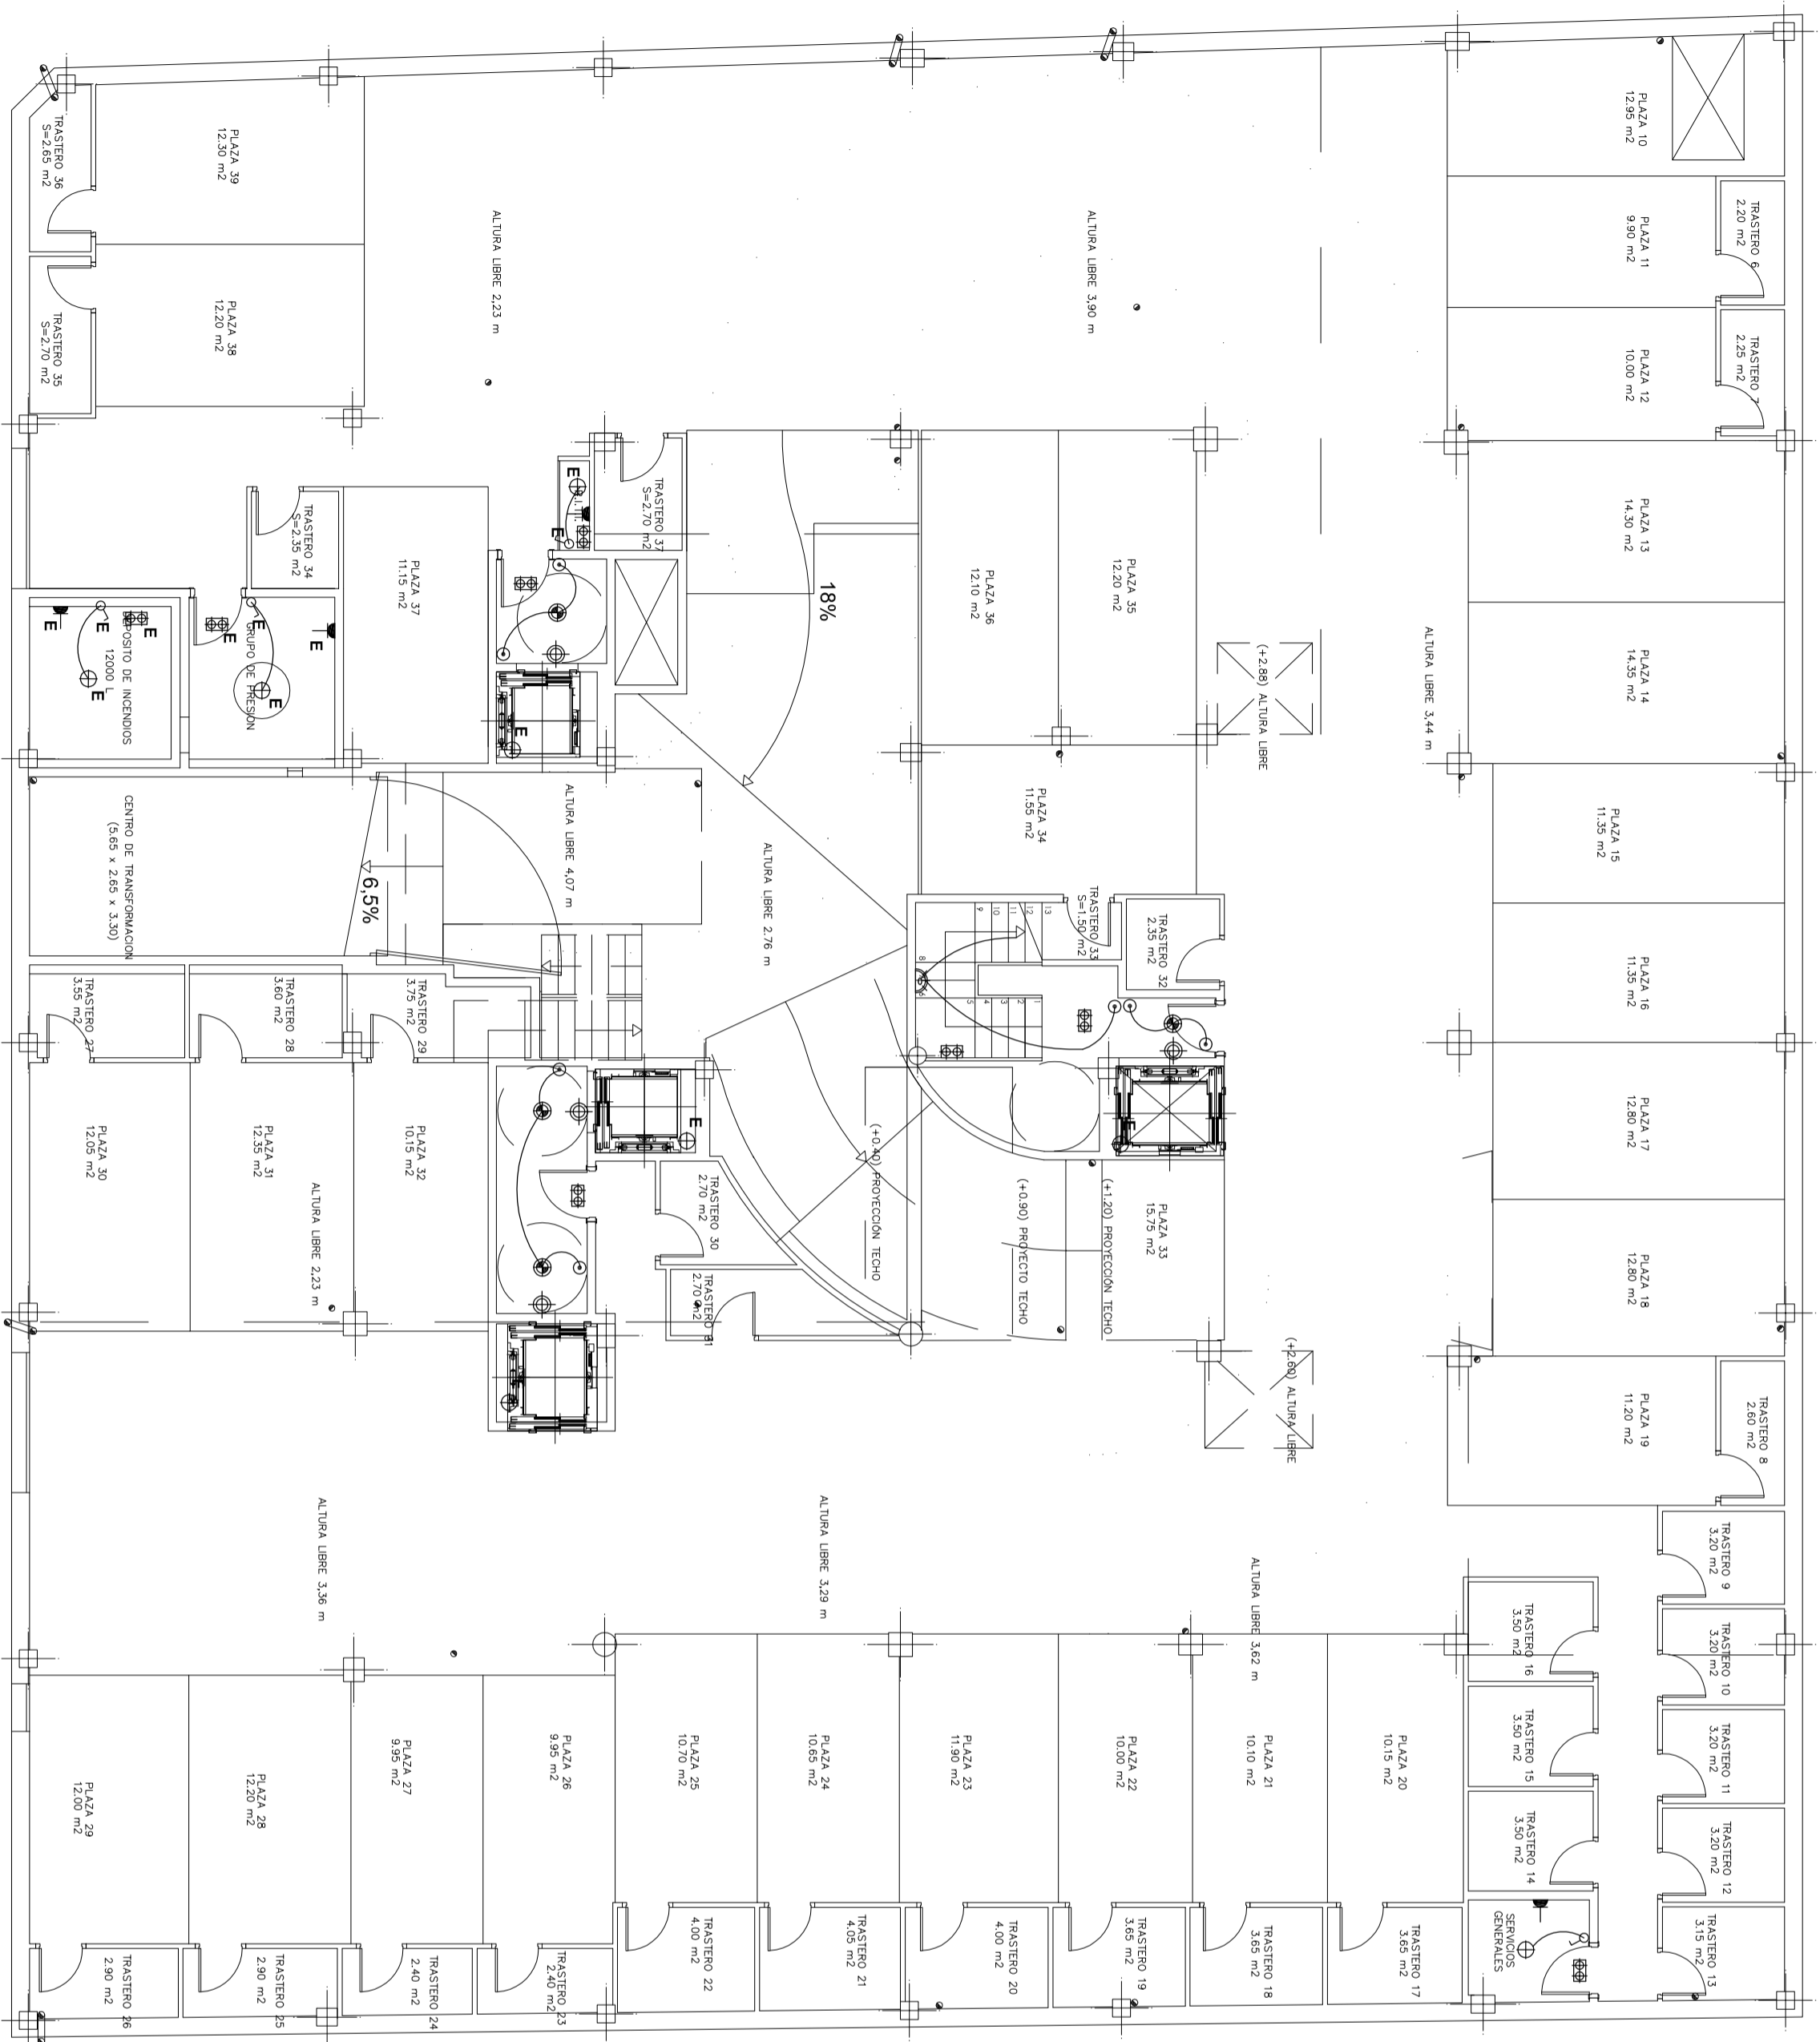 PLAZA 10
12.95 m2
TRASTERO 6
2.20 m2
PLAZA 11
9.90 m2
TRASTERO 7
2.25 m2
PLAZA 12
10.00 m2
PLAZA 13
14.30 m2
PLAZA 14
14.35 m2
PLAZA 15
11.35 m2
PLAZA 16
11.35 m2
PLAZA 17
12.80 m2
PLAZA 18
12.80 m2
PLAZA 19
11.20 m2
TRASTERO 8
2.60 m2
TRASTERO 9
3.20 m2
TRASTERO 10
3.20 m2
TRASTERO 11
3.20 m2
TRASTERO 12
3.20 m2
TRASTERO 13
3.15 m2
TRASTERO 16
3.50 m2
TRASTERO 15
3.50 m2
TRASTERO 14
3.50 m2
SERVICIOS
GENERALES
ALTURA LIBRE 3,44 m
(+2.88) ALTURA LIBRE
(+2.60) ALTURA LIBRE
ALTURA LIBRE 3,62 m
ALTURA LIBRE 3,90 m
PLAZA 35
12.20 m2
PLAZA 36
12.10 m2
PLAZA 34
11.55 m2
TRASTERO 33
S=1.50 m2
TRASTERO 32
2.35 m2
13
12
11
10
9
8
6
5
4
3
2
1
E
PLAZA 33
15.75 m2
(+1.20) PROYECCIÓN TECHO
(+0.90) PROYECTO TECHO
(+0.40) PROYECCIÓN TECHO
18%
ALTURA LIBRE 2.76 m
ALTURA LIBRE 3,29 m
PLAZA 20
10.15 m2
PLAZA 21
10.10 m2
PLAZA 22
10.00 m2
PLAZA 23
11.90 m2
PLAZA 24
10.65 m2
PLAZA 25
10.70 m2
PLAZA 26
9.95 m2
PLAZA 27
9.95 m2
PLAZA 28
12.20 m2
PLAZA 29
12.00 m2
TRASTERO 17
3.65 m2
TRASTERO 18
3.65 m2
TRASTERO 19
3.65 m2
TRASTERO 20
4.00 m2
TRASTERO 21
4.05 m2
TRASTERO 22
4.00 m2
TRASTERO 23
2.40 m2
TRASTERO 24
2.40 m2
TRASTERO 25
2.90 m2
TRASTERO 26
2.90 m2
TRASTERO 37
S=2.70 m2
E
E
E
ALTURA LIBRE 4,07 m
E
TRASTERO 30
2.70 m2
TRASTERO 31
2.70 m2
ALTURA LIBRE 2,23 m
PLAZA 37
11.15 m2
TRASTERO 34
S=2.35 m2
6,5%
TRASTERO 29
3.75 m2
TRASTERO 28
3.60 m2
TRASTERO 27
3.55 m2
PLAZA 32
10.15 m2
PLAZA 31
12.35 m2
PLAZA 30
12.05 m2
ALTURA LIBRE 2,23 m
ALTURA LIBRE 3,36 m
PLAZA 39
12.30 m2
PLAZA 38
12.20 m2
TRASTERO 36
S=2.65 m2
TRASTERO 35
S=2.70 m2
GRUPO DE PRESION
E
E
E
E
DEPOSITO DE INCENDIOS
12000 L
E
E
E
E
CENTRO DE TRANSFORMACION
(5.65 x 2.65 x 3.30)